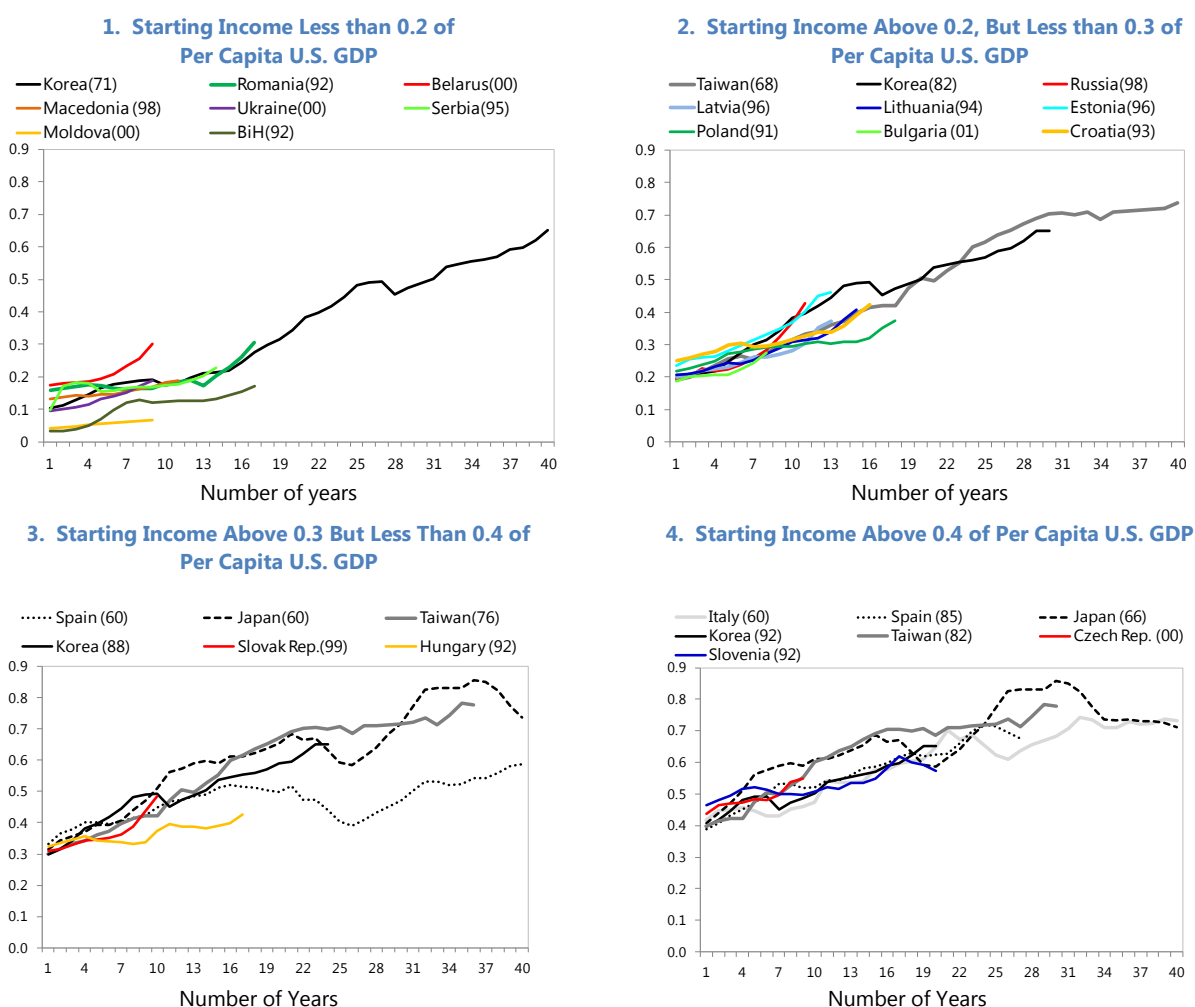 1. Starting Income Less than 0.2 of
Per Capita U.S. GDP
Korea(71) Romania(92) Belarus(00)
Macedonia (98) Ukraine(00) Serbia(95)
Moldova(00) BiH(92)
0.9
0.8
0.7
0.6
0.5
0.4
0.3
0.2
0.1
0
1 4 7 10 13 16 19 22 25 28 31 34 37 40
Number of years
2. Starting Income Above 0.2, But Less than 0.3 of
Per Capita U.S. GDP
Taiwan(68) Korea(82) Russia(98)
Latvia(96) Lithuania(94) Estonia(96)
Poland(91) Bulgaria (01) Croatia(93)
0.9
0.8
0.7
0.6
0.5
0.4
0.3
0.2
0.1
0
1 4 7 10 13 16 19 22 25 28 31 34 37 40
Number of years
3. Starting Income Above 0.3 But Less Than 0.4 of
Per Capita U.S. GDP
Spain (60) Japan(60) Taiwan(76)
Korea (88) Slovak Rep.(99) Hungary (92)
0.9
0.8
0.7
0.6
0.5
0.4
0.3
0.2
0.1
0.0
1 4 7 10 13 16 19 22 25 28 31 34 37 40
Number of Years
4. Starting Income Above 0.4 of Per Capita U.S. GDP
Italy (60) Spain (85) Japan (66)
Korea (92) Taiwan (82) Czech Rep. (00)
Slovenia (92)
0.9
0.8
0.7
0.6
0.5
0.4
0.3
0.2
0.1
0.0
1 4 7 10 13 16 19 22 25 28 31 34 37 40
Number of Years